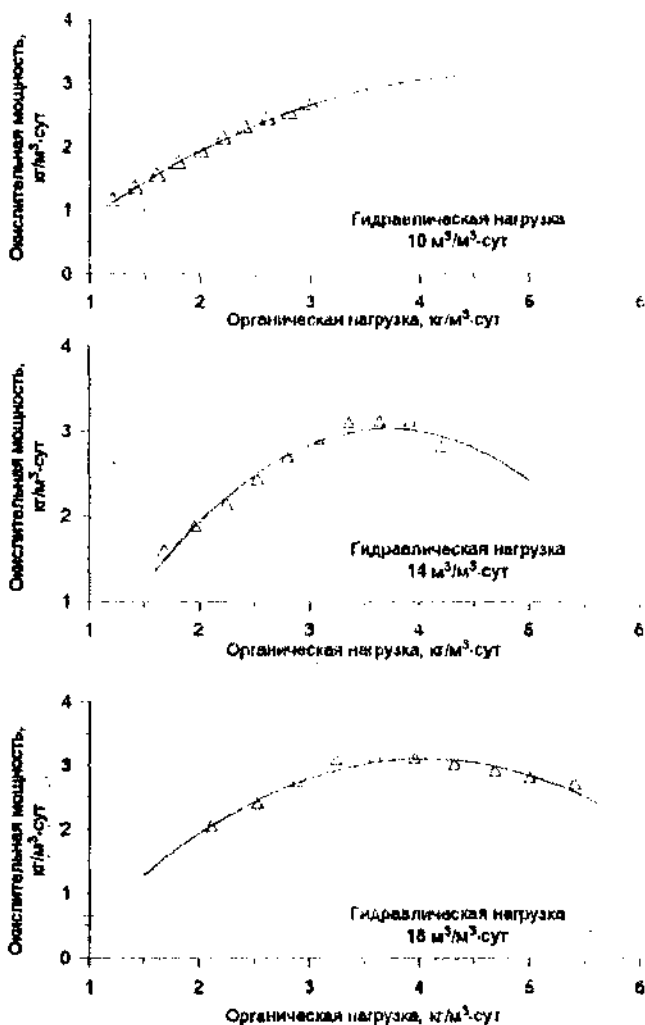 Окислительная мощность,
кг/м³·сут
4
3
2
1
0
Гидравлическая нагрузка
10 м³/м³·сут
1 2 3 4 5 6
Органическая нагрузка, кг/м³·сут
Окислительная мощность,
кг/м³·сут
4
3
2
1
Гидравлическая нагрузка
14 м³/м³·сут
1 2 3 4 5 6
Органическая нагрузка, кг/м³·сут
Окислительная мощность,
кг/м³·сут
4
3
2
1
0
Гидравлическая нагрузка
18 м³/м³·сут
1 2 3 4 5 6
Органическая нагрузка, кг/м³·сут